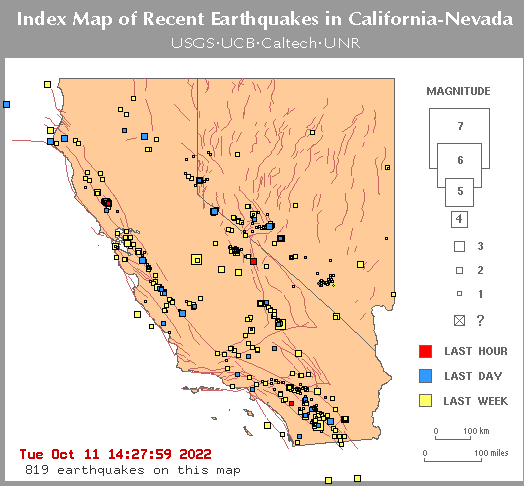 Index Map of Recent Earthquakes in California-Nevada
USGS·UCB·Caltech·UNR
MAGNITUDE
7
6
5
4
3
2
1
?
LAST HOUR
LAST DAY
LAST WEEK
0 100 km
0 100 miles
Tue Oct 11 14:27:59 2022
819 earthquakes on this map